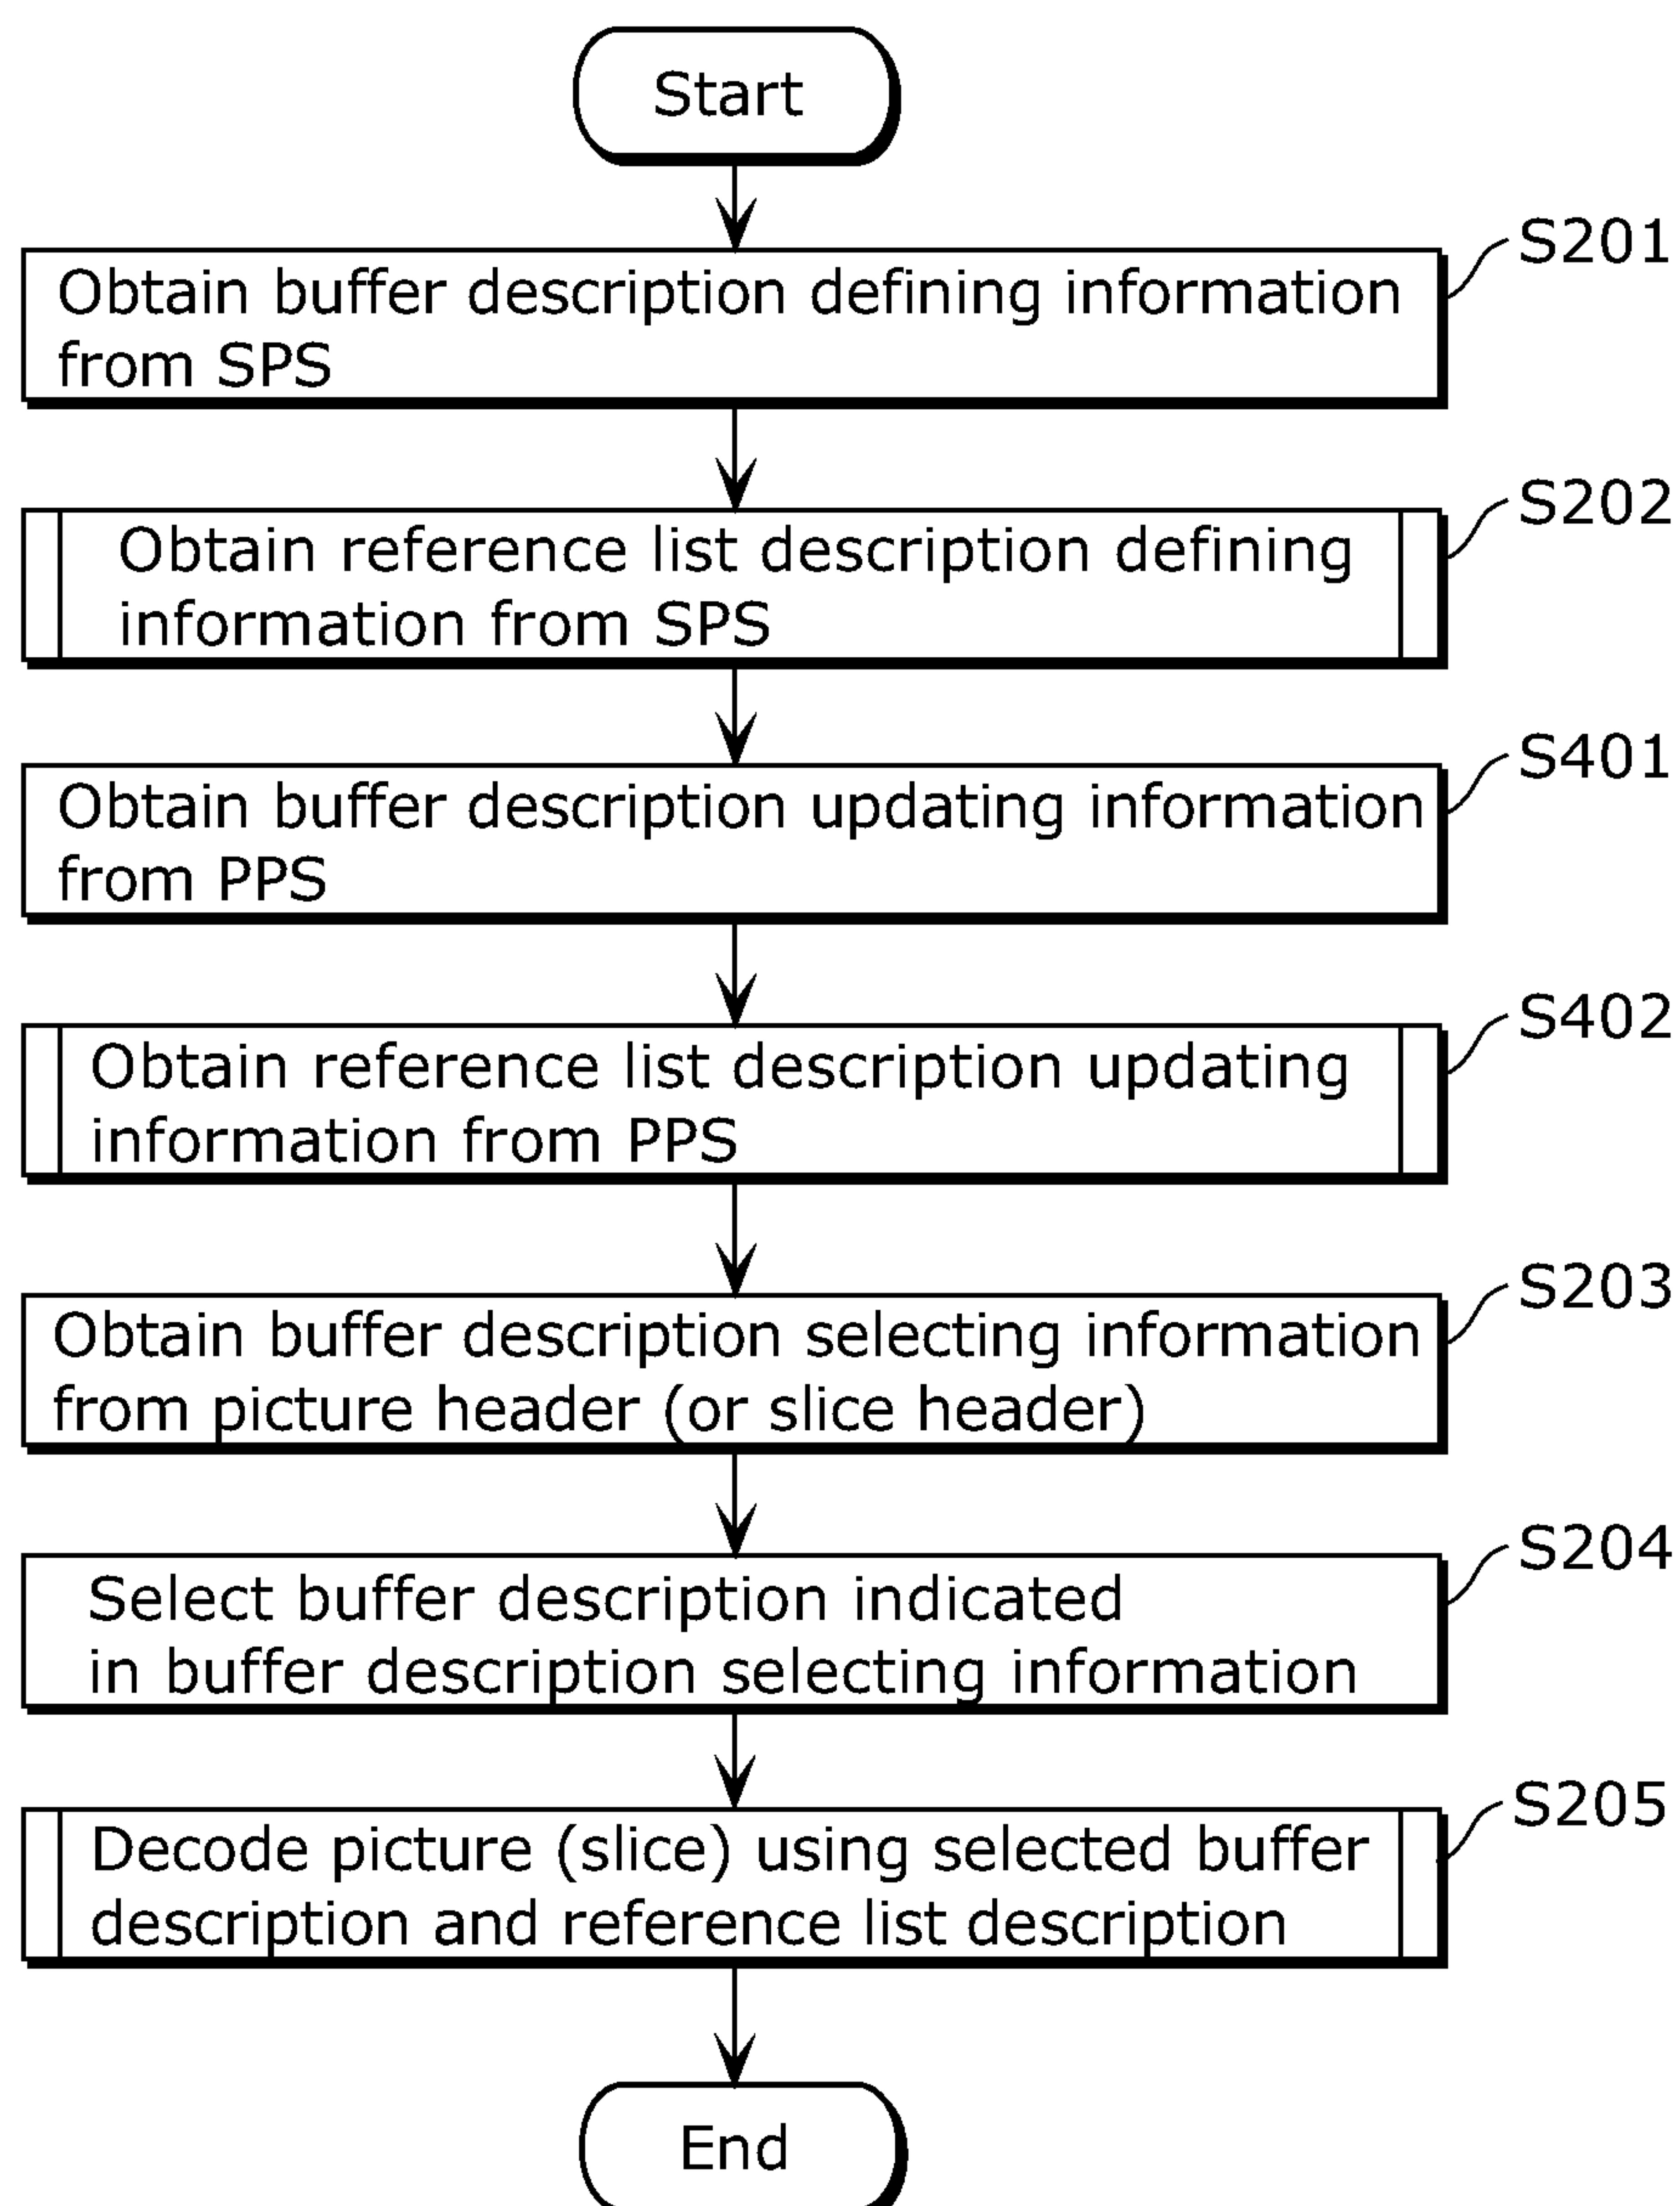 Start
S201
Obtain buffer description defining information
from SPS
S202
Obtain reference list description defining
information from SPS
S401
Obtain buffer description updating information
from PPS
S402
Obtain reference list description updating
information from PPS
S203
Obtain buffer description selecting information
from picture header (or slice header)
S204
Select buffer description indicated
in buffer description selecting information
S205
Decode picture (slice) using selected buffer
description and reference list description
End